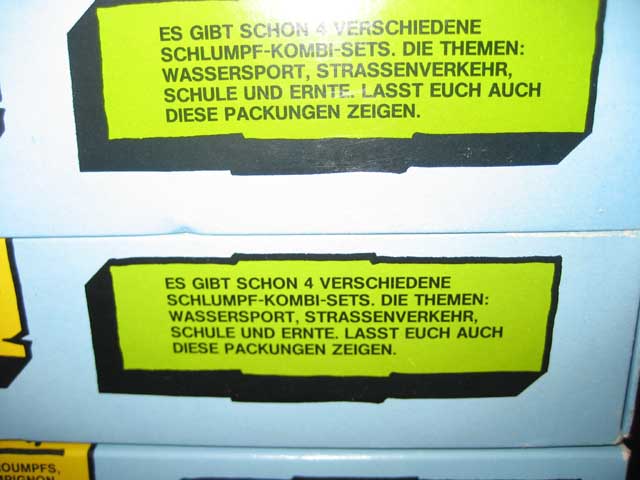 ES GIBT SCHON 4 VERSCHIEDENE
SCHLUMPF-KOMBI-SETS. DIE THEMEN:
WASSERSPORT, STRASSENVERKEHR,
SCHULE UND ERNTE. LASST EUCH AUCH
DIESE PACKUNGEN ZEIGEN.
ES GIBT SCHON 4 VERSCHIEDENE
SCHLUMPF-KOMBI-SETS. DIE THEMEN:
WASSERSPORT, STRASSENVERKEHR,
SCHULE UND ERNTE. LASST EUCH AUCH
DIESE PACKUNGEN ZEIGEN.
OUMPFS,